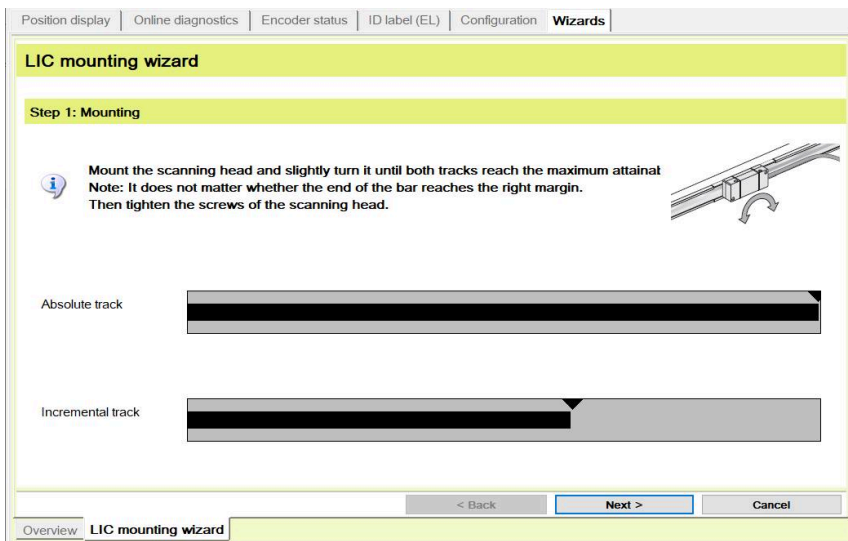 Position display Online diagnostics Encoder status ID label (EL) Configuration Wizards
LIC mounting wizard
Step 1: Mounting
Mount the scanning head and slightly turn it until both tracks reach the maximum attainab
Note: It does not matter whether the end of the bar reaches the right margin.
Then tighten the screws of the scanning head.
Absolute track
Incremental track
< Back Next > Cancel
Overview LIC mounting wizard